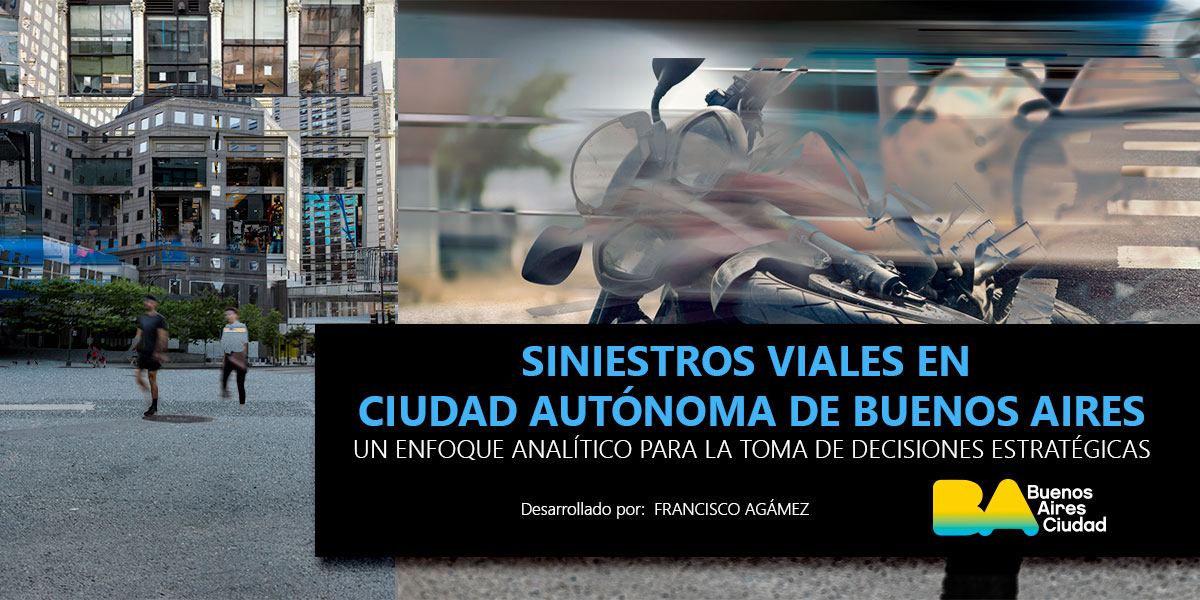 SINIESTROS VIALES EN
CIUDAD AUTÓNOMA DE BUENOS AIRES
UN ENFOQUE ANALÍTICO PARA LA TOMA DE DECISIONES ESTRATÉGICAS
Desarrollado por: FRANCISCO AGÁMEZ
BA
Buenos
Aires
Ciudad